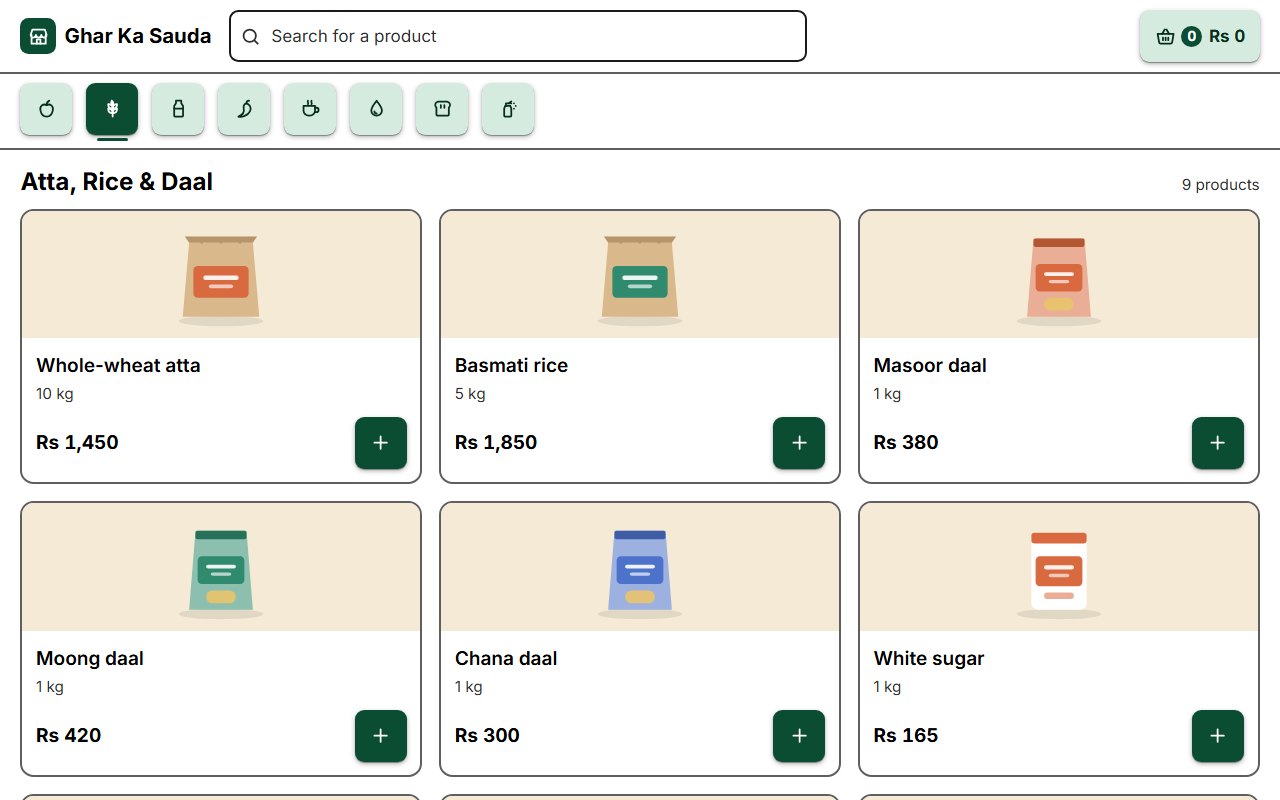 Ghar Ka Sauda
Search for a product
0 Rs 0
Atta, Rice & Daal
9 products
Whole-wheat atta
10 kg
Rs 1,450
Basmati rice
5 kg
Rs 1,850
Masoor daal
1 kg
Rs 380
Moong daal
1 kg
Rs 420
Chana daal
1 kg
Rs 300
White sugar
1 kg
Rs 165